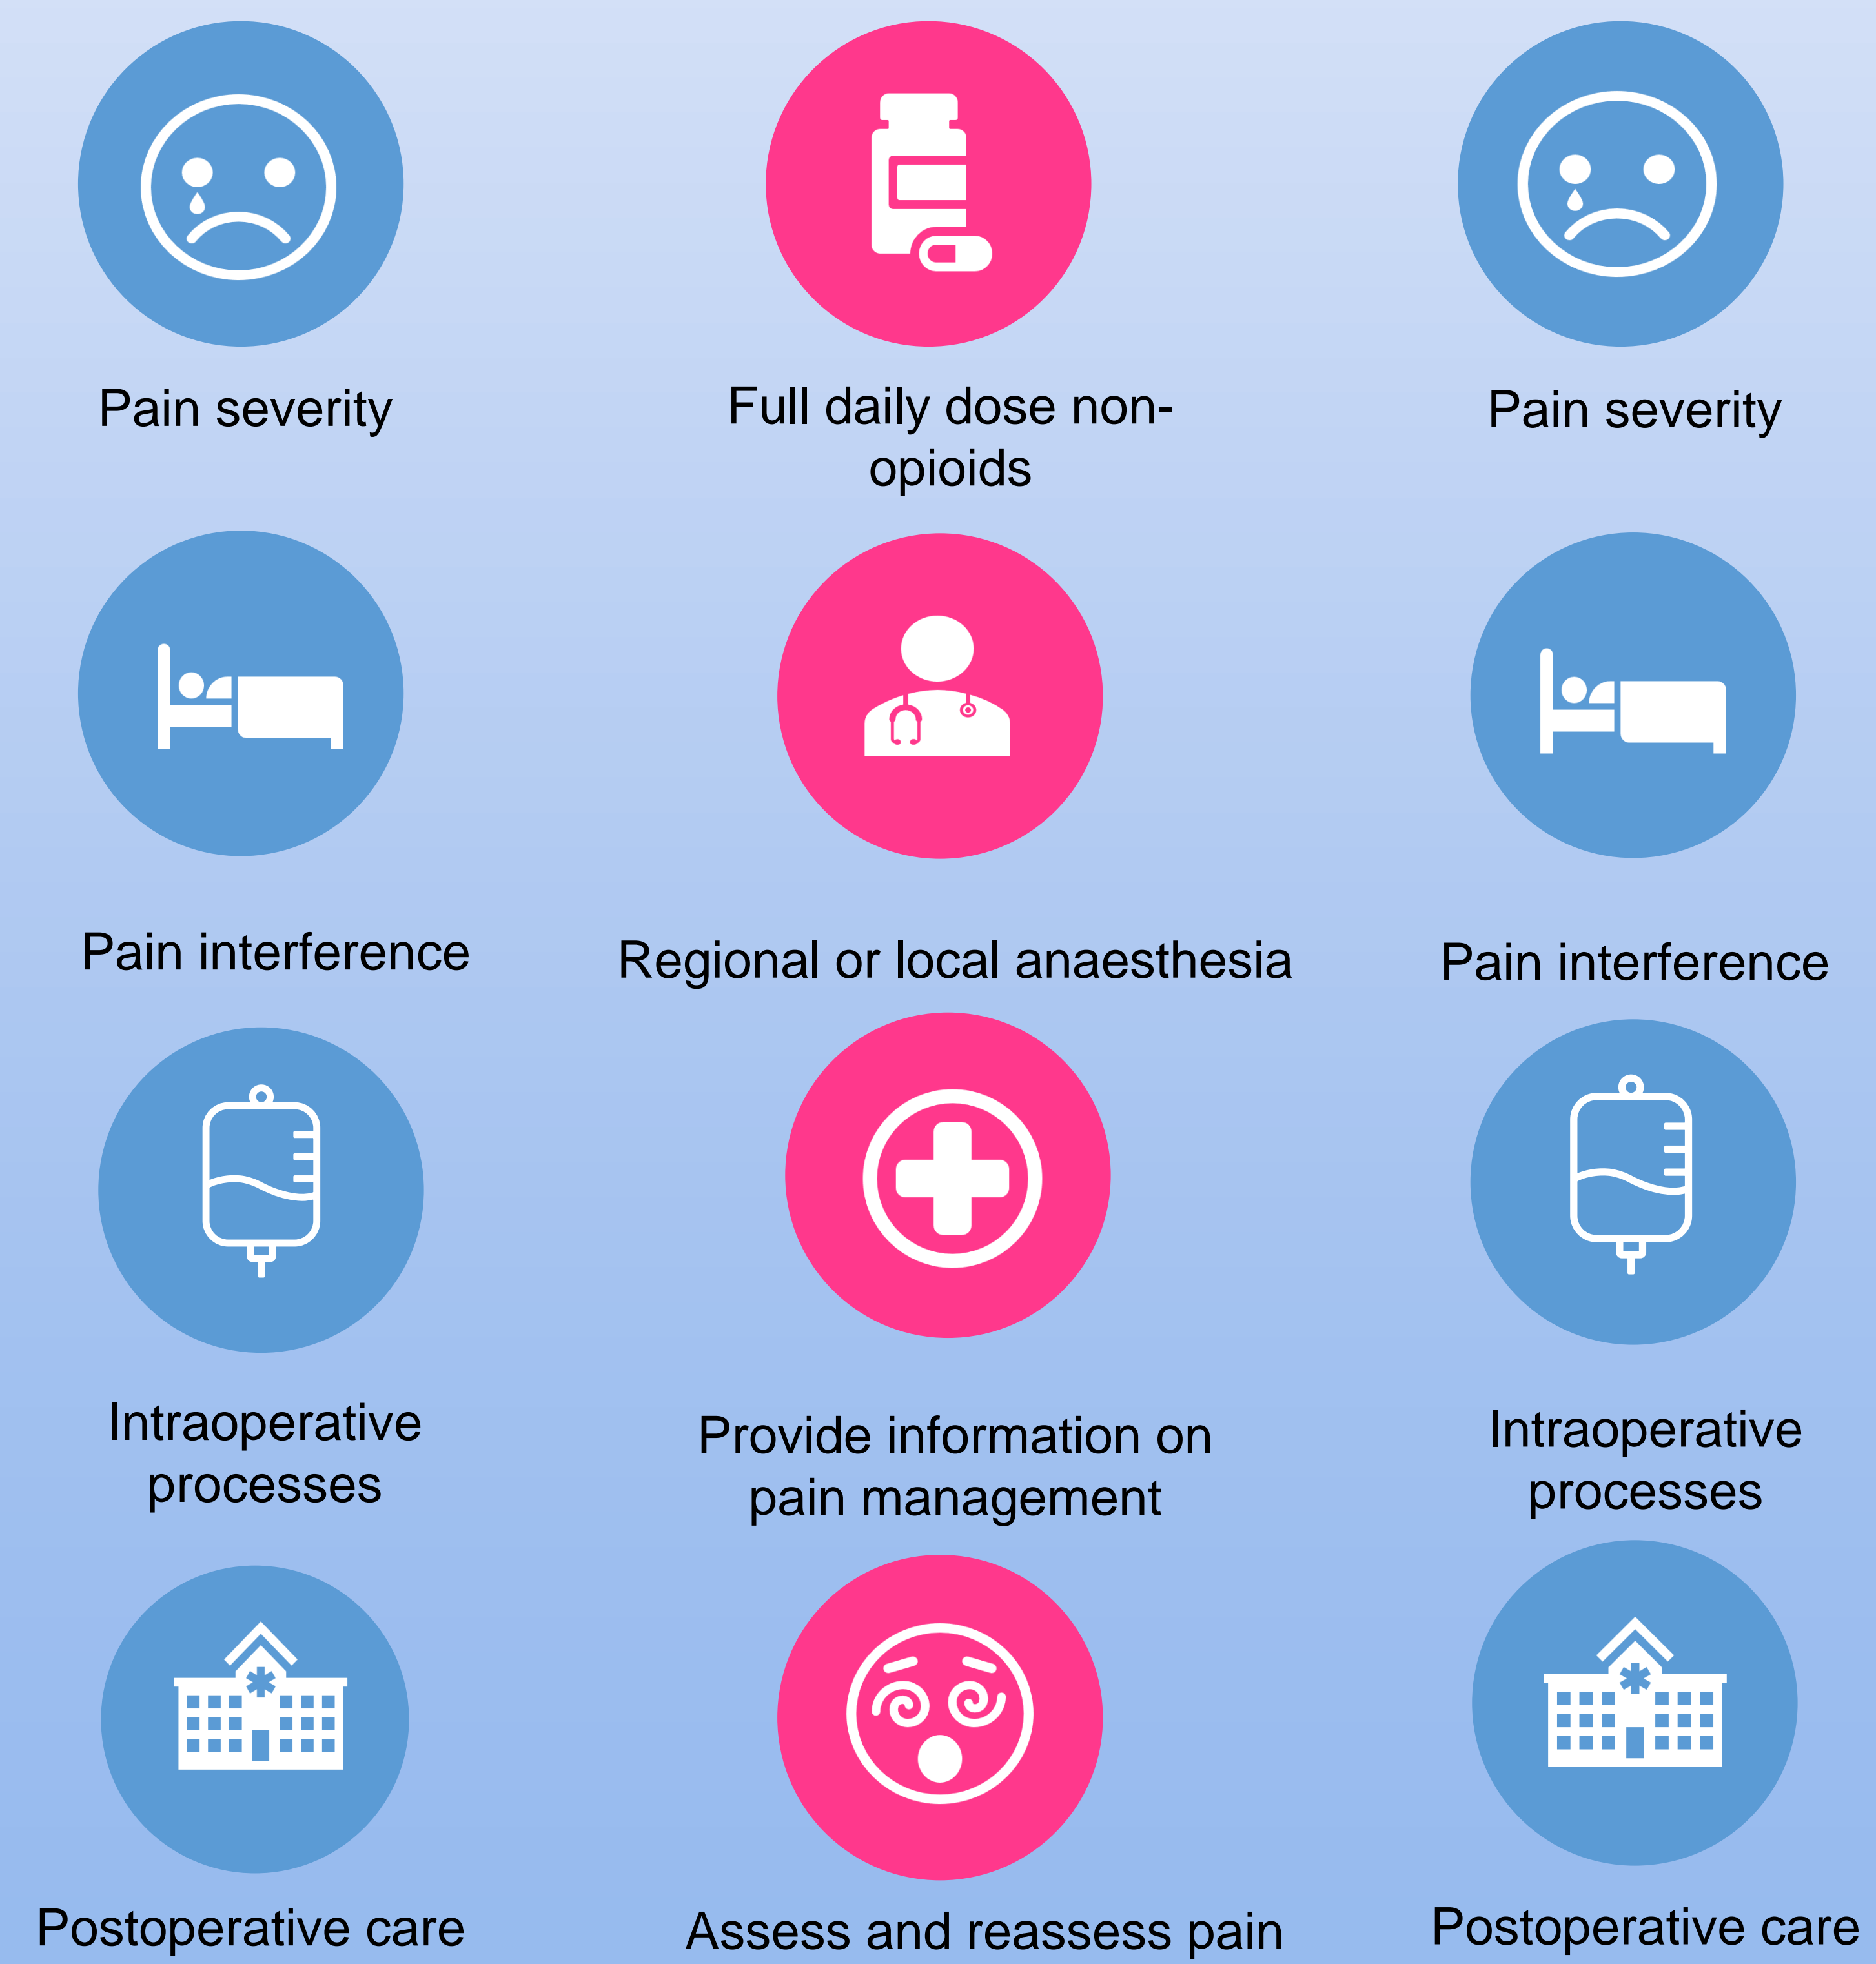 Pain severity
Full daily dose non-
opioids
Pain severity
Pain interference
Regional or local anaesthesia
Pain interference
Intraoperative
processes
Provide information on
pain management
Intraoperative
processes
Postoperative care
Assess and reassess pain
Postoperative care